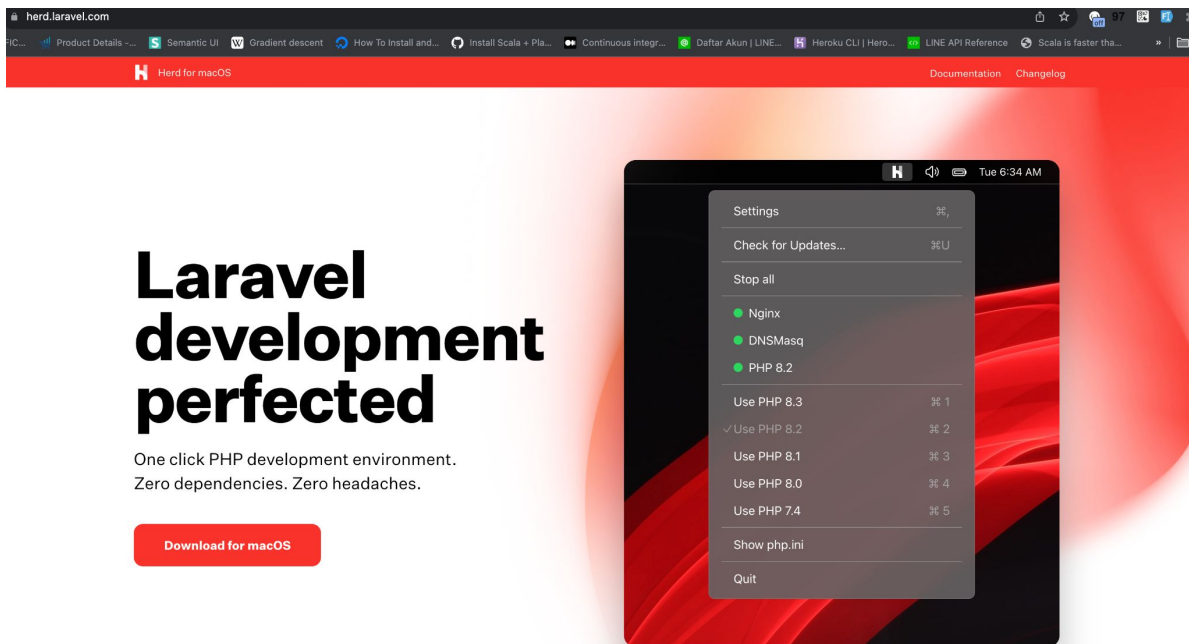 herd.laravel.com
off
97
FIC...
Product Details -...
Semantic UI
Gradient descent
How To Install and...
Install Scala + Pla...
Continuous integr...
Daftar Akun | LINE...
Heroku CLI | Hero...
LINE API Reference
Scala is faster tha...
»
Herd for macOS
Documentation
Changelog
Tue 6:34 AM
Settings ⌘,
Check for Updates... ⌘U
Stop all
Nginx
DNSMasq
PHP 8.2
Use PHP 8.3 ⌘ 1
✓Use PHP 8.2 ⌘ 2
Use PHP 8.1 ⌘ 3
Use PHP 8.0 ⌘ 4
Use PHP 7.4 ⌘ 5
Show php.ini
Quit
Laravel
development
perfected
One click PHP development environment.
Zero dependencies. Zero headaches.
Download for macOS